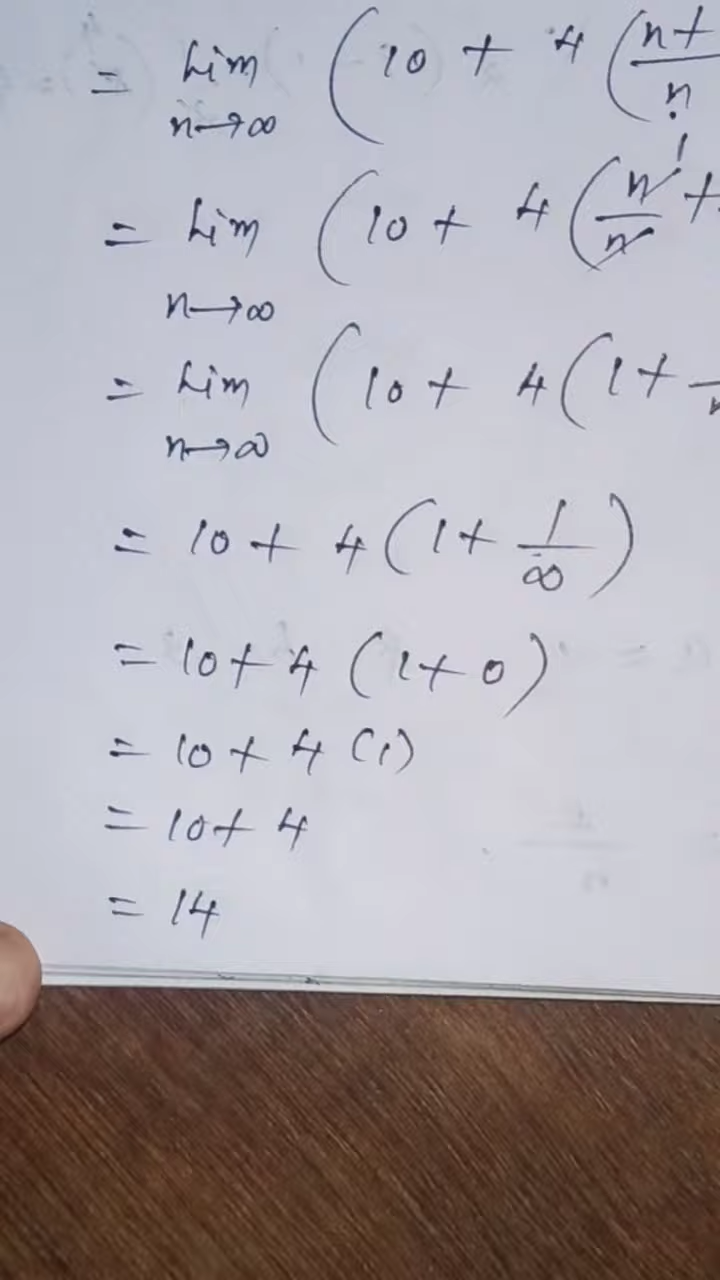 = Lim n→∞ (10 + 4 (n+ / n
= Lim n→∞ (10 + 4 (n/n 1 +
= Lim n→∞ (10 + 4 (1 + 
= 10 + 4 (1 + 1/∞)
= 10 + 4 (1 + 0)
= 10 + 4 (1)
= 10 + 4
= 14